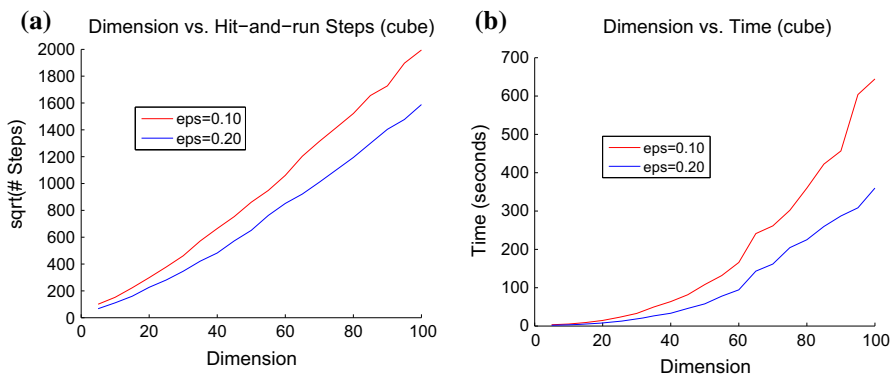 (a)
Dimension vs. Hit−and−run Steps (cube)
2000
1800
1600
1400
1200
1000
800
600
400
200
0
sqrt(# Steps)
eps=0.10
eps=0.20
0 20 40 60 80 100
Dimension
(b)
Dimension vs. Time (cube)
700
600
500
400
300
200
100
0
Time (seconds)
eps=0.10
eps=0.20
0 20 40 60 80 100
Dimension